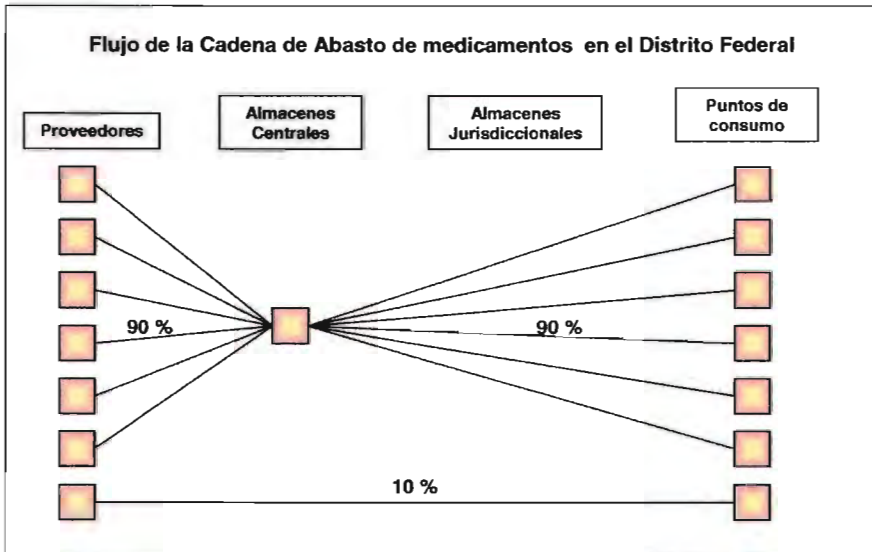 Flujo de la Cadena de Abasto de medicamentos en el Distrito Federal
Proveedores
Almacenes
Centrales
Almacenes
Jurisdiccionales
Puntos de
consumo
90 %
90 %
10 %